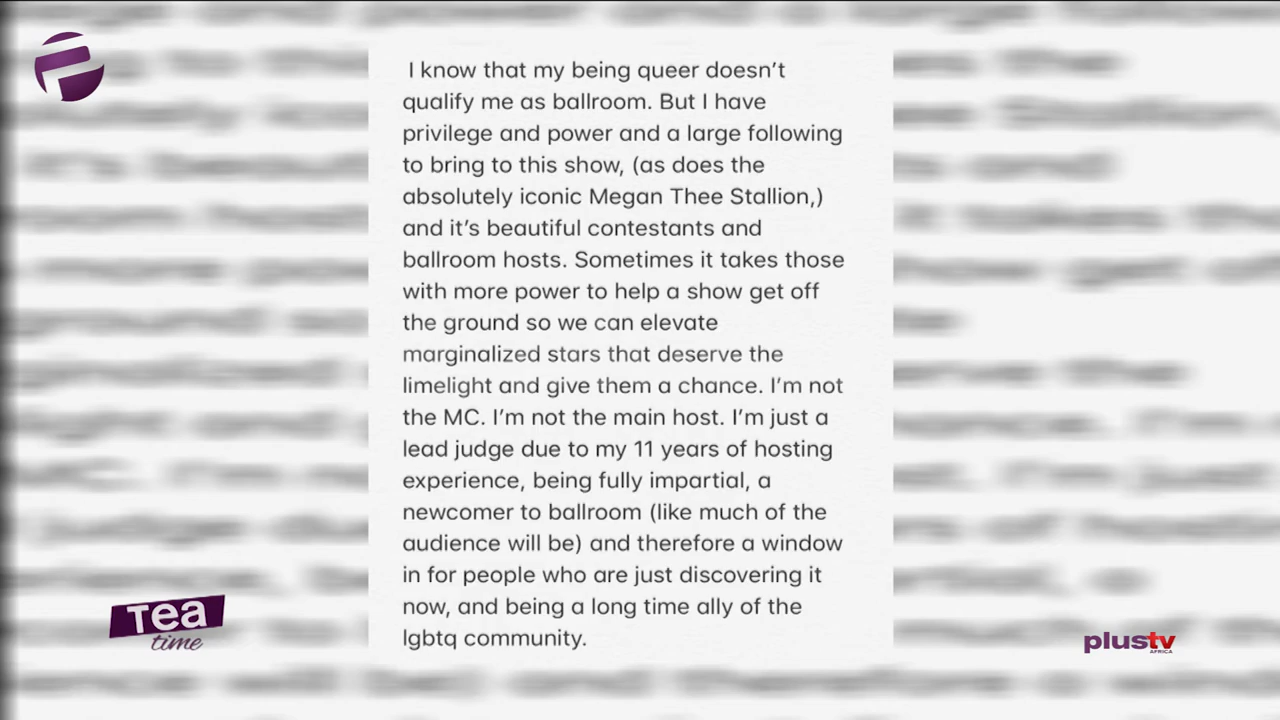 I know that my being queer doesn't
qualify me as ballroom. But I have
privilege and power and a large following
to bring to this show, (as does the
absolutely iconic Megan Thee Stallion,)
and it's beautiful contestants and
ballroom hosts. Sometimes it takes those
with more power to help a show get off
the ground so we can elevate
marginalized stars that deserve the
limelight and give them a chance. I'm not
the MC. I'm not the main host. I'm just a
lead judge due to my 11 years of hosting
experience, being fully impartial, a
newcomer to ballroom (like much of the
audience will be) and therefore a window
in for people who are just discovering it
now, and being a long time ally of the
lgbtq community.
Tea
time
plustv
AFRICA